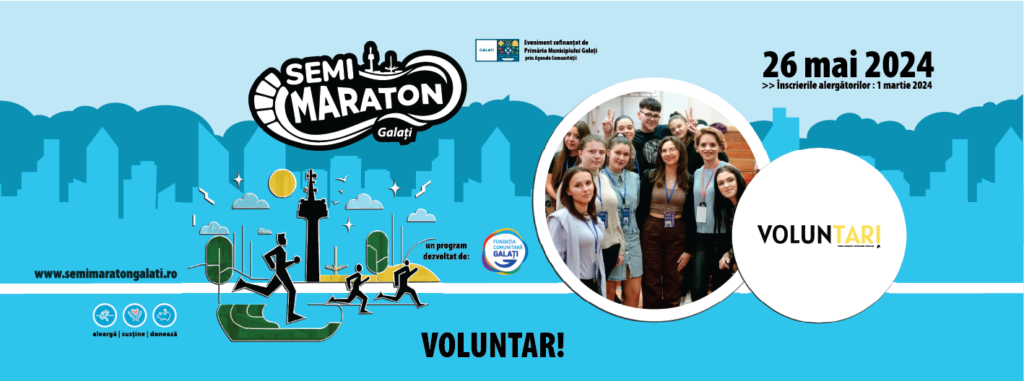 SEMI
MARATON
Galați
GALAȚI
Eveniment cofinanțat de
Primăria Municipiului Galați
prin Agenda Comunității
26 mai 2024
>> Înscrierile alergătorilor : 1 martie 2024
un program
dezvoltat de:
FUNDAȚIA
COMUNITARĂ
GALAȚI
VOLUNTARI
www.semimaratongalati.ro
aleargă | susține | donează
VOLUNTAR!